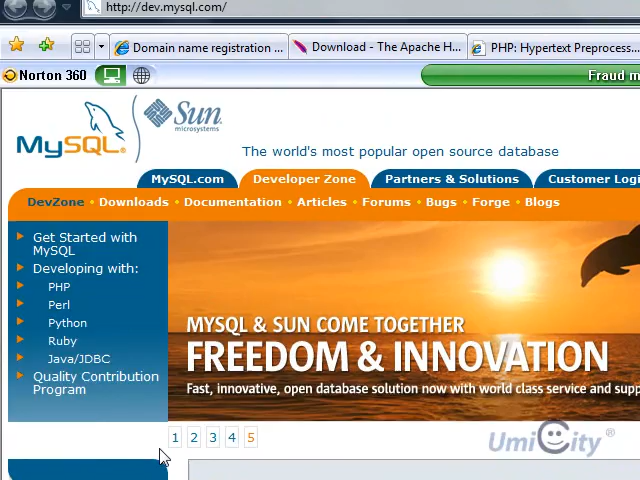 http://dev.mysql.com/
Domain name registration ...
Download - The Apache H...
PHP: Hypertext Preprocess...
Norton 360
Fraud m
MySQL®
Sun
microsystems
The world's most popular open source database
MySQL.com
Developer Zone
Partners & Solutions
Customer Logi
DevZone
Downloads
Documentation
Articles
Forums
Bugs
Forge
Blogs
Get Started with
MySQL
Developing with:
PHP
Perl
Python
Ruby
Java/JDBC
Quality Contribution
Program
MYSQL & SUN COME TOGETHER
FREEDOM & INNOVATION
Fast, innovative, open database solution now with world class service and supp
1 2 3 4 5
UmiCity®